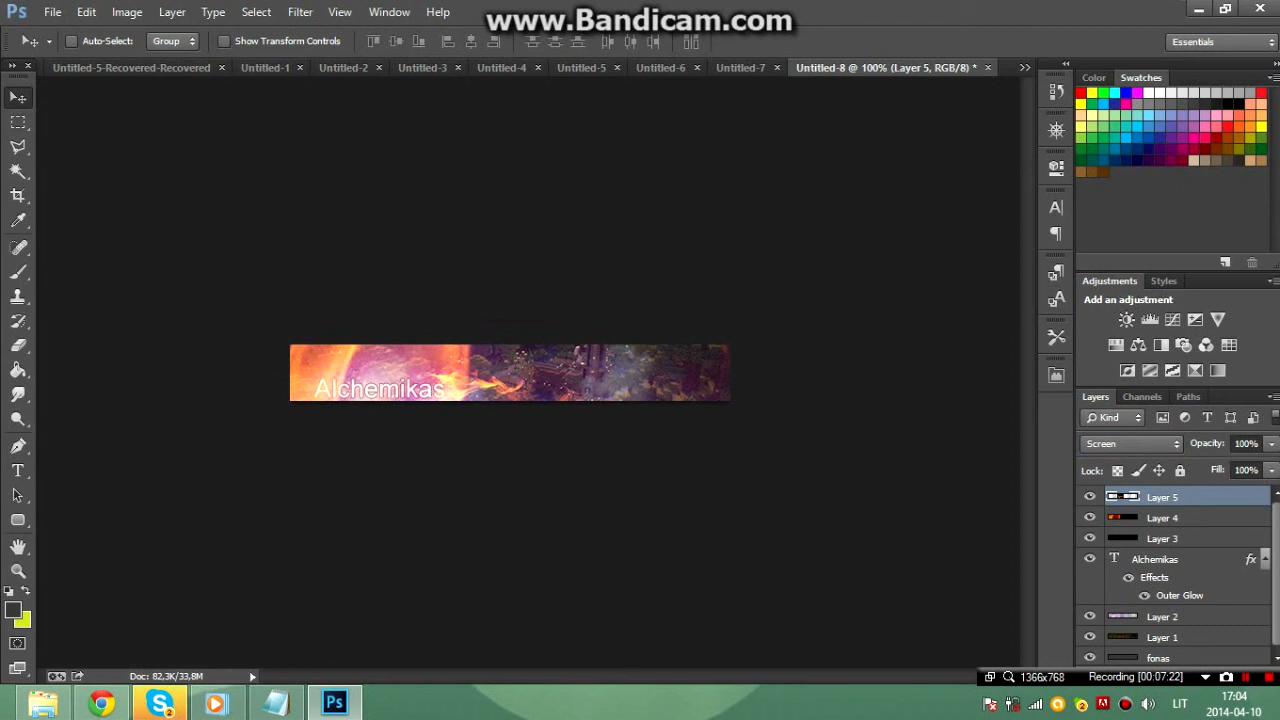 www.Bandicam.com
Ps File Edit Image Layer Type Select Filter View Window Help
Auto-Select: Group Show Transform Controls Essentials
Untitled-5-Recovered-Recovered × Untitled-1 × Untitled-2 × Untitled-3 × Untitled-4 × Untitled-5 × Untitled-6 × Untitled-7 × Untitled-8 @ 100% (Layer 5, RGB/8) * ×
Color Swatches
Adjustments Styles
Add an adjustment
Alchemikas
Layers Channels Paths
Kind
Screen Opacity: 100%
Lock: Fill: 100%
Layer 5
Layer 4
Layer 3
T Alchemikas fx
Effects
Outer Glow
Layer 2
Layer 1
fonas
Doc: 82,3K/33,8M
1366x768 Recording [00:07:22]
LIT
17:04
2014-04-10